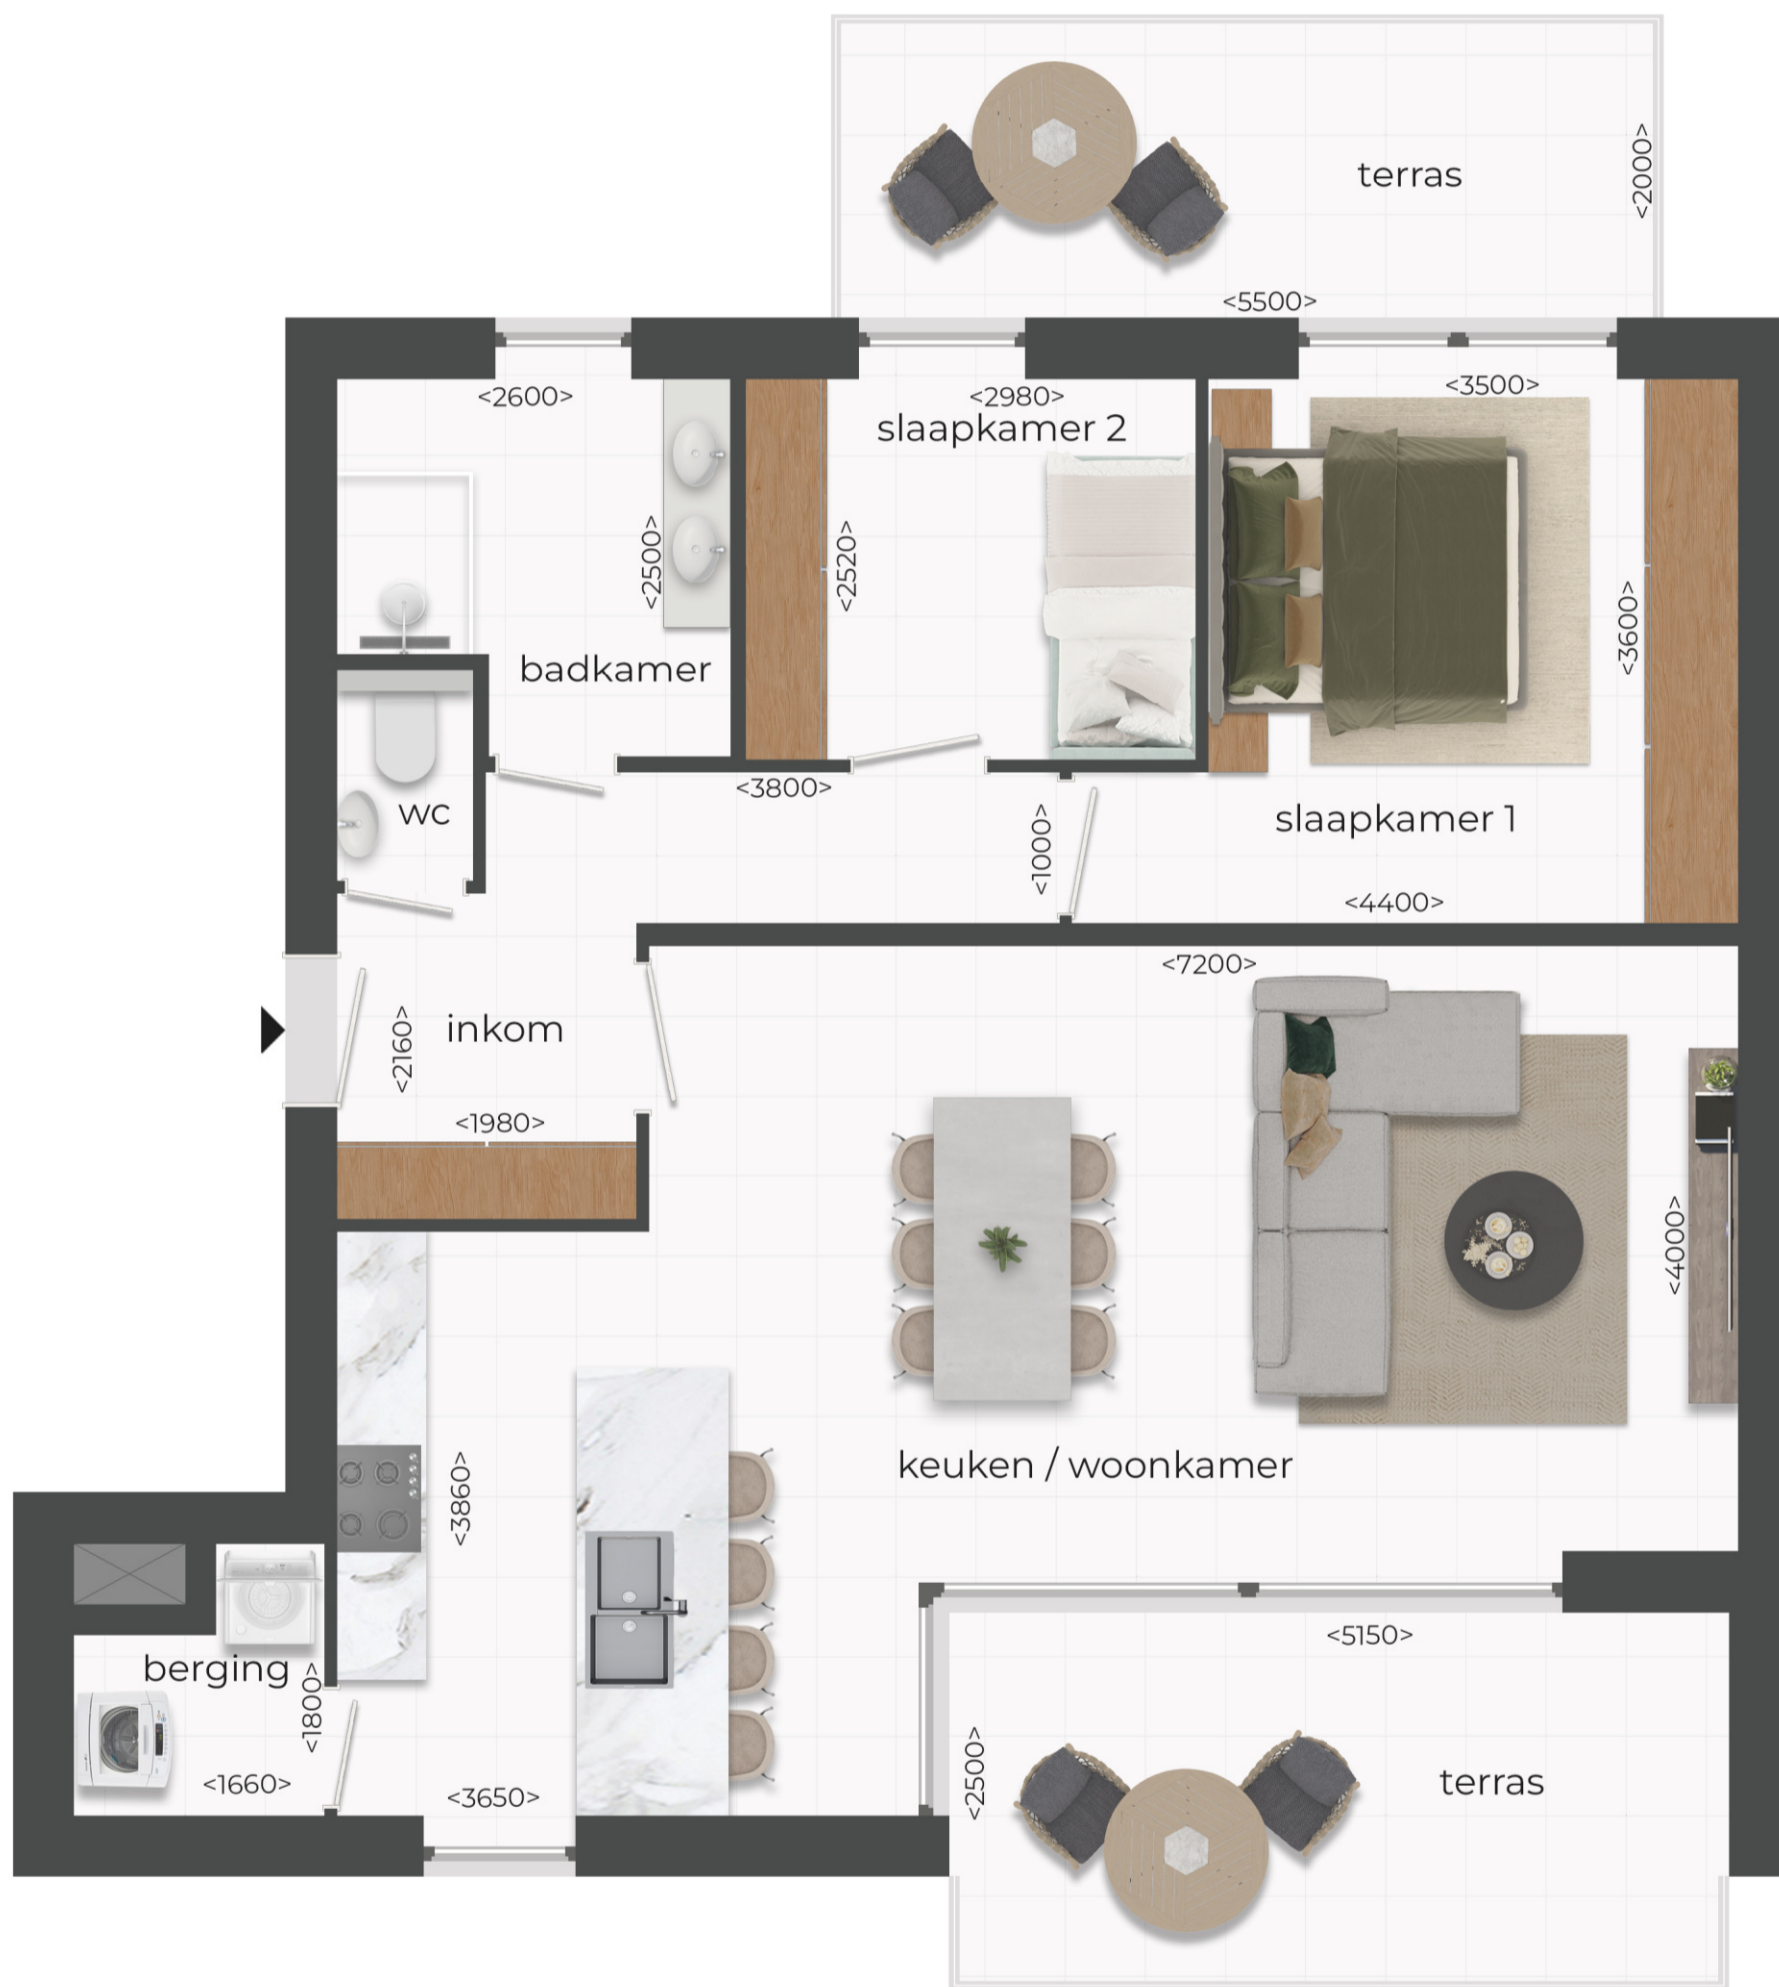 terras
<2000>
<5500>
<2600>
<2980>
<3500>
slaapkamer 2
<2500>
<2520>
<3600>
badkamer
<3800>
wc
<1000>
slaapkamer 1
<4400>
<7200>
inkom
<2160>
<1980>
<4000>
keuken / woonkamer
<3860>
<5150>
berging
<1800>
<1660>
<3650>
<2500>
terras